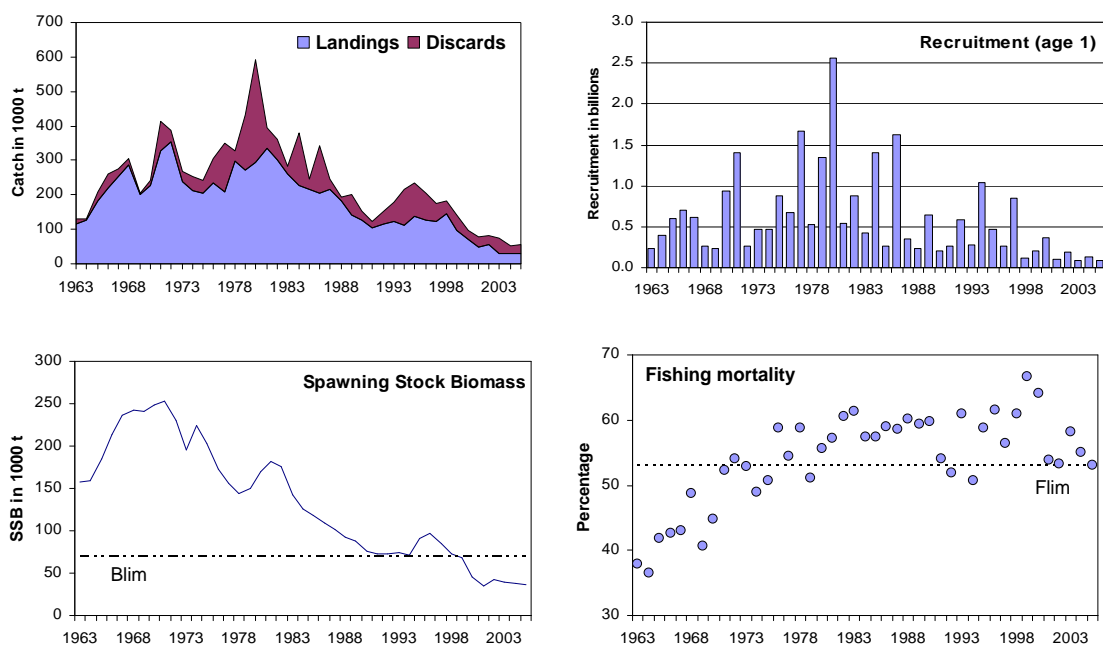 Landings Discards
Catch in 1000 t
700
600
500
400
300
200
100
0
1963 1968 1973 1978 1983 1988 1993 1998 2003
Recruitment (age 1)
Recruitment in billions
3.0
2.5
2.0
1.5
1.0
0.5
0.0
1963 1968 1973 1978 1983 1988 1993 1998 2003
Spawning Stock Biomass
SSB in 1000 t
300
250
200
150
100
50
0
Blim
1963 1968 1973 1978 1983 1988 1993 1998 2003
Fishing mortality
Percentage
70
60
50
40
30
Flim
1963 1968 1973 1978 1983 1988 1993 1998 2003